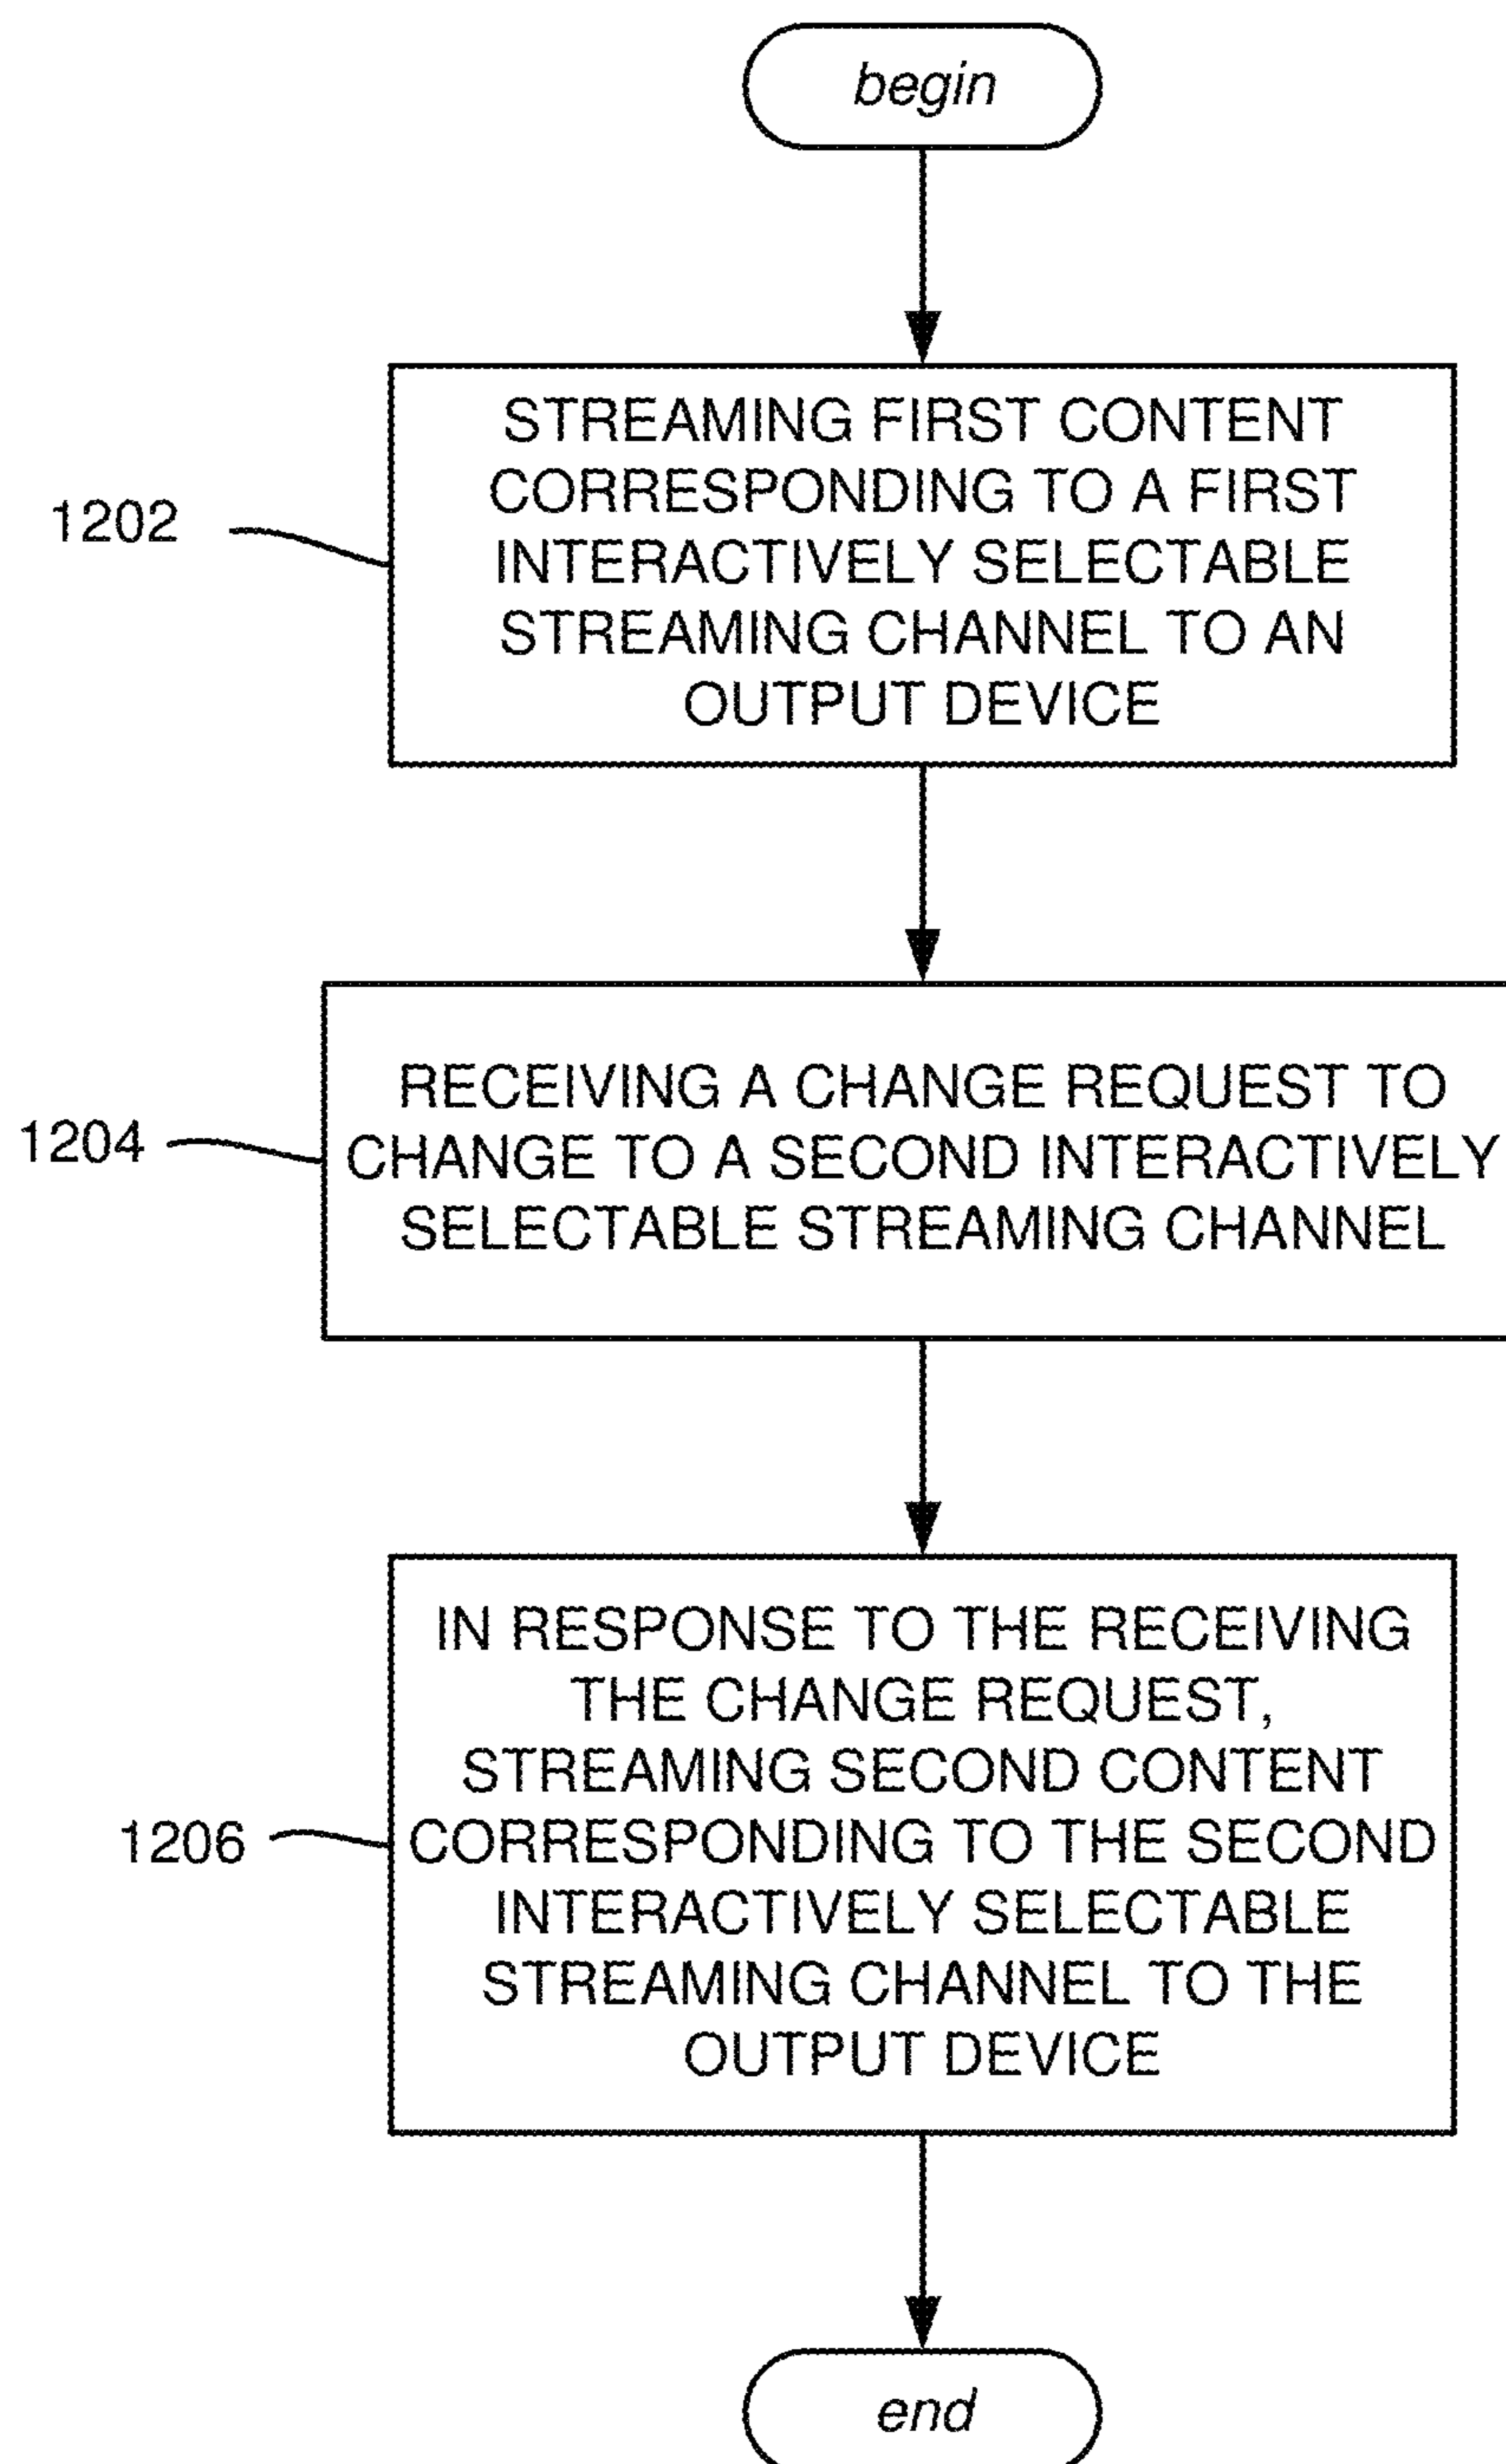 begin
STREAMING FIRST CONTENT
CORRESPONDING TO A FIRST
INTERACTIVELY SELECTABLE
STREAMING CHANNEL TO AN
OUTPUT DEVICE
1202
RECEIVING A CHANGE REQUEST TO
CHANGE TO A SECOND INTERACTIVELY
SELECTABLE STREAMING CHANNEL
1204
IN RESPONSE TO THE RECEIVING
THE CHANGE REQUEST,
STREAMING SECOND CONTENT
CORRESPONDING TO THE SECOND
INTERACTIVELY SELECTABLE
STREAMING CHANNEL TO THE
OUTPUT DEVICE
1206
end